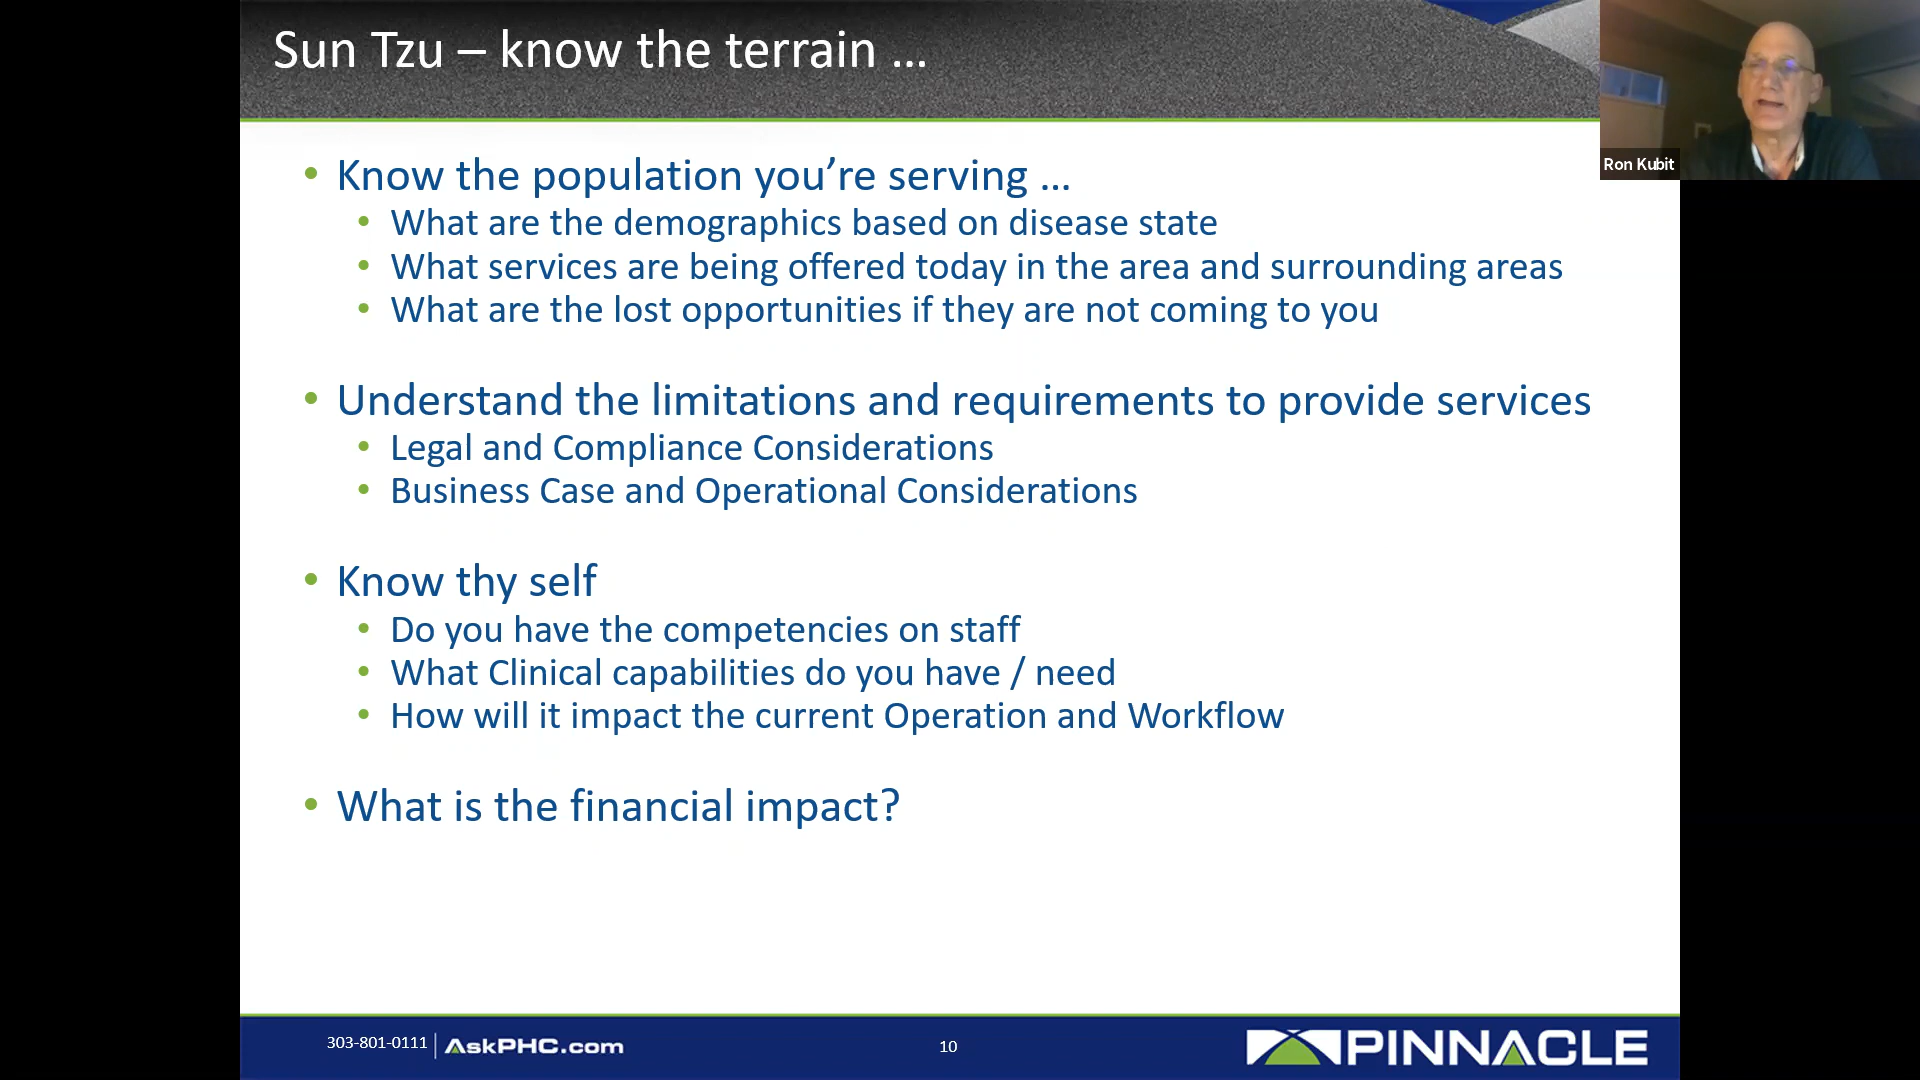 Sun Tzu – know the terrain …
Ron Kubit
• Know the population you’re serving …
• What are the demographics based on disease state
• What services are being offered today in the area and surrounding areas
• What are the lost opportunities if they are not coming to you
• Understand the limitations and requirements to provide services
• Legal and Compliance Considerations
• Business Case and Operational Considerations
• Know thy self
• Do you have the competencies on staff
• What Clinical capabilities do you have / need
• How will it impact the current Operation and Workflow
• What is the financial impact?
303-801-0111 | AskPHC.com
10
PINNACLE